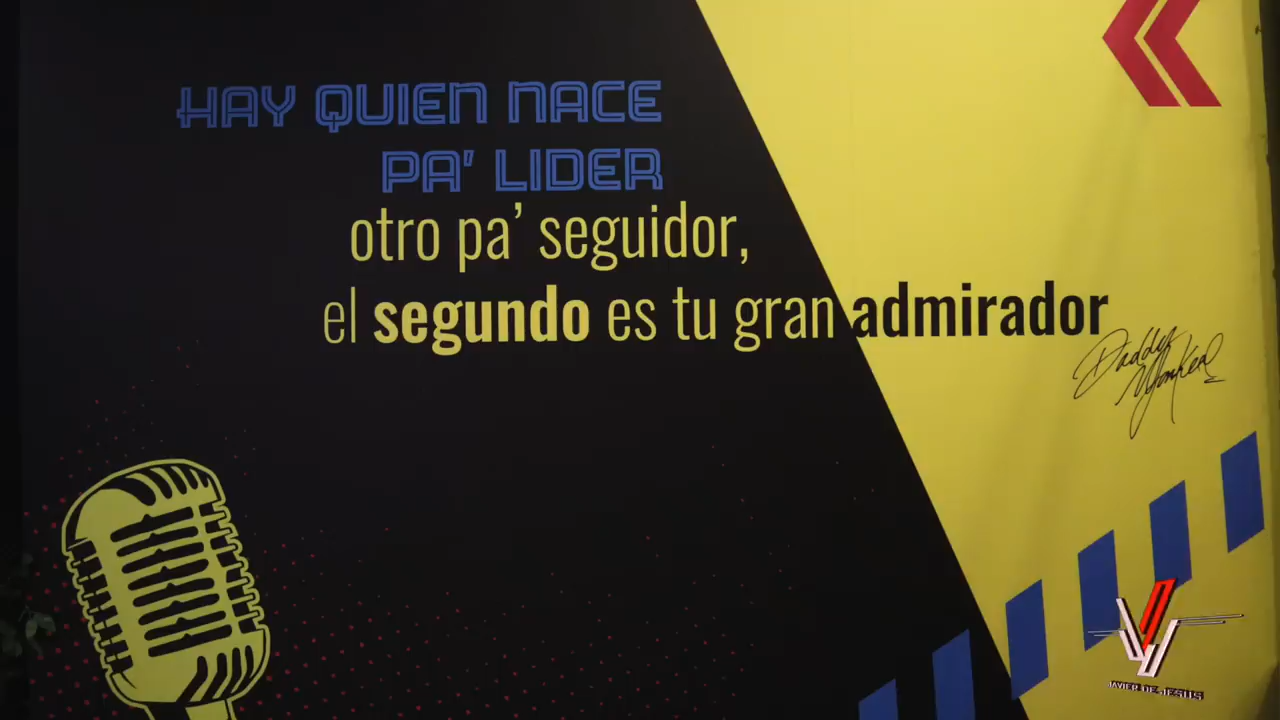 HAY QUIEN NACE
PA' LIDER
otro pa’ seguidor,
el segundo es tu gran admirador
Daddy Yankee
JAVIER DE JESUS